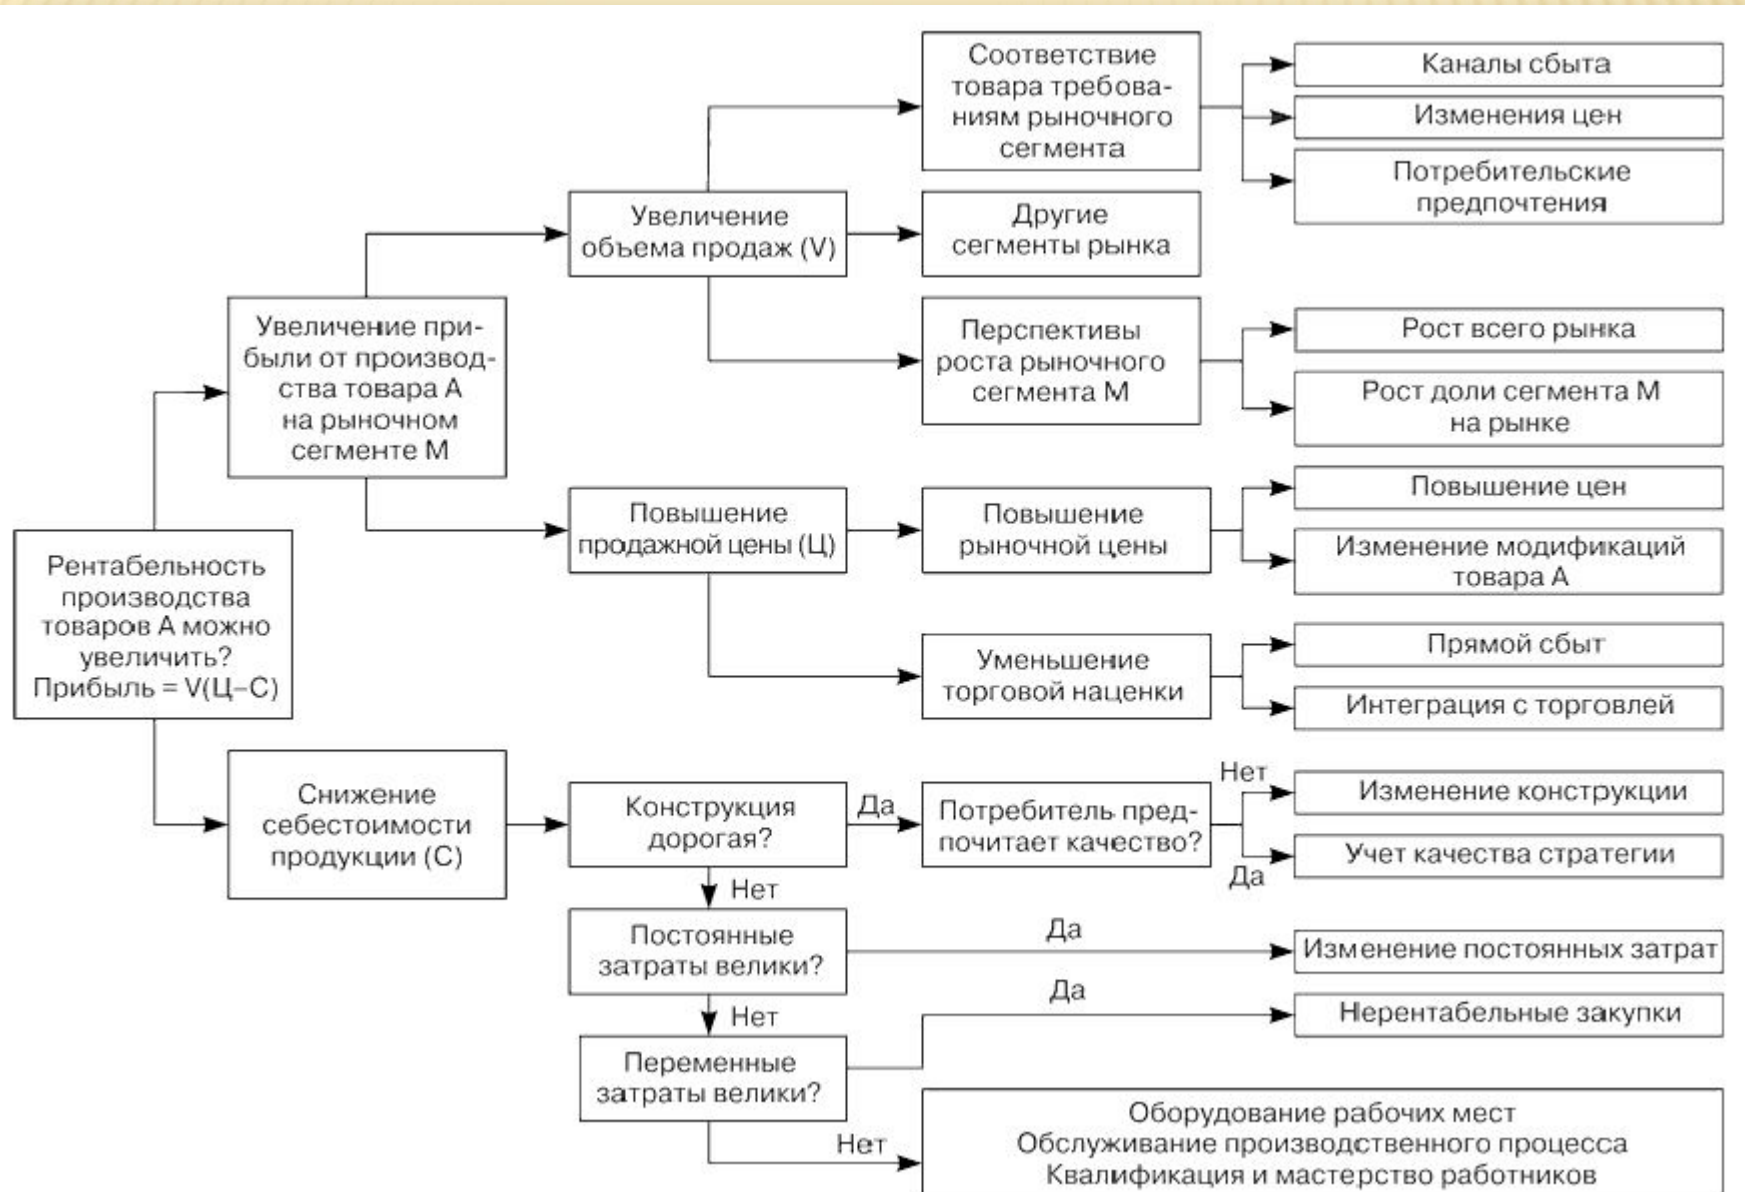 Рентабельность
производства
товаров А можно
увеличить?
Прибыль = V(Ц–С)
Увеличение при-
были от производ-
ства товара А
на рыночном
сегменте М
Снижение
себестоимости
продукции (С)
Увеличение
объема продаж (V)
Повышение
продажной цены (Ц)
Конструкция
дорогая?
Да
Нет
Постоянные
затраты велики?
Да
Нет
Переменные
затраты велики?
Да
Нет
Соответствие
товара требова-
ниям рыночного
сегмента
Другие
сегменты рынка
Перспективы
роста рыночного
сегмента М
Повышение
рыночной цены
Уменьшение
торговой наценки
Потребитель пред-
почитает качество?
Нет
Да
Каналы сбыта
Изменения цен
Потребительские
предпочтения
Рост всего рынка
Рост доли сегмента М
на рынке
Повышение цен
Изменение модификаций
товара А
Прямой сбыт
Интеграция с торговлей
Изменение конструкции
Учет качества стратегии
Изменение постоянных затрат
Нерентабельные закупки
Оборудование рабочих мест
Обслуживание производственного процесса
Квалификация и мастерство работников